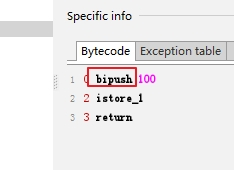 Specific info
Bytecode Exception table
1 0 bipush 100
2 2 istore_1
3 3 return